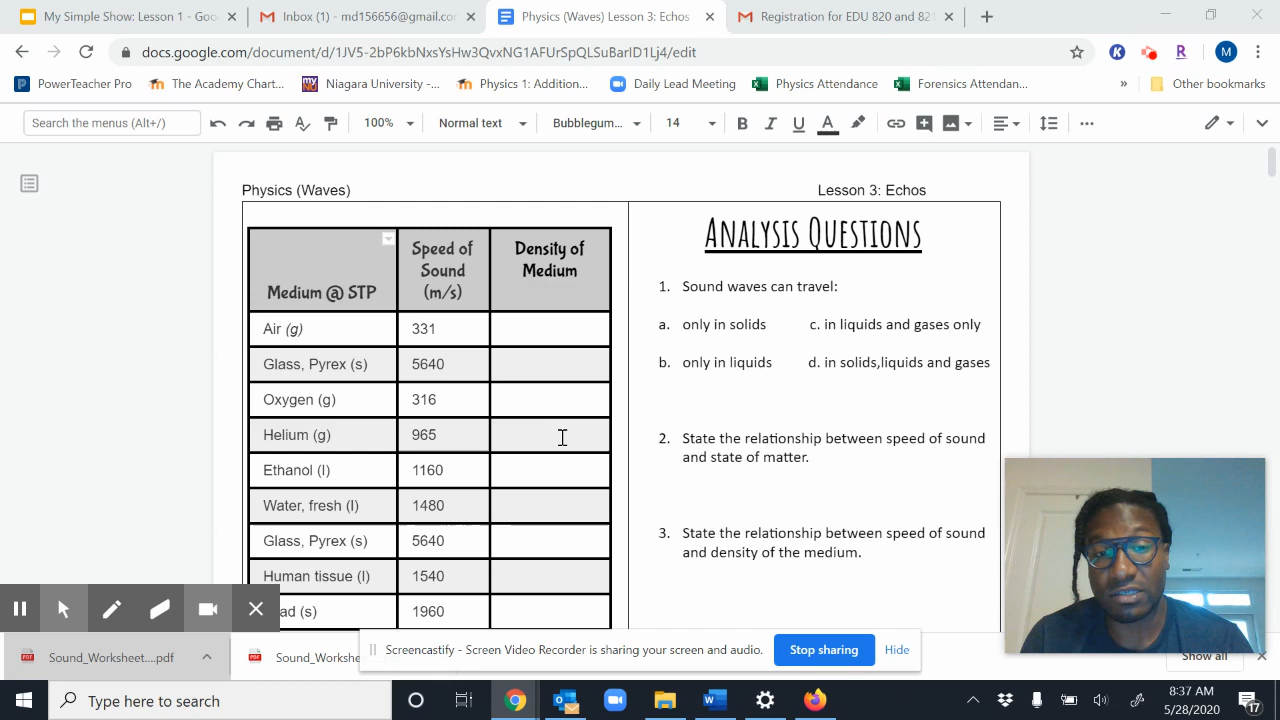 My Simple Show: Lesson 1 - Goo
Inbox (1) - md156656@gmail.co
Physics (Waves) Lesson 3: Echos
Registration for EDU 820 and 82
docs.google.com/document/d/1JV5-2bP6kbNxsYsHw3QvxNG1AFUrSpQLSuBarlD1Lj4/edit
M
PowerTeacher Pro
The Academy Chart...
Niagara University -...
Physics 1: Addition...
Daily Lead Meeting
Physics Attendance
Forensics Attendan...
»
Other bookmarks
Search the menus (Alt+/)
100%
Normal text
Bubblegum...
14
B I U A
Physics (Waves)
Lesson 3: Echos
Medium @ STP
Speed of
Sound
(m/s)
Density of
Medium
Air (g) 331
Glass, Pyrex (s) 5640
Oxygen (g) 316
Helium (g) 965
Ethanol (l) 1160
Water, fresh (l) 1480
Glass, Pyrex (s) 5640
Human tissue (l) 1540
ad (s) 1960
Analysis Questions
1. Sound waves can travel:
a. only in solids c. in liquids and gases only
b. only in liquids d. in solids,liquids and gases
2. State the relationship between speed of sound
and state of matter.
3. State the relationship between speed of sound
and density of the medium.
Sound_Worksheet....pdf
Sound_Workshe
Screencastify - Screen Video Recorder is sharing your screen and audio.
Stop sharing
Hide
Show all
Type here to search
8:37 AM
5/28/2020
17